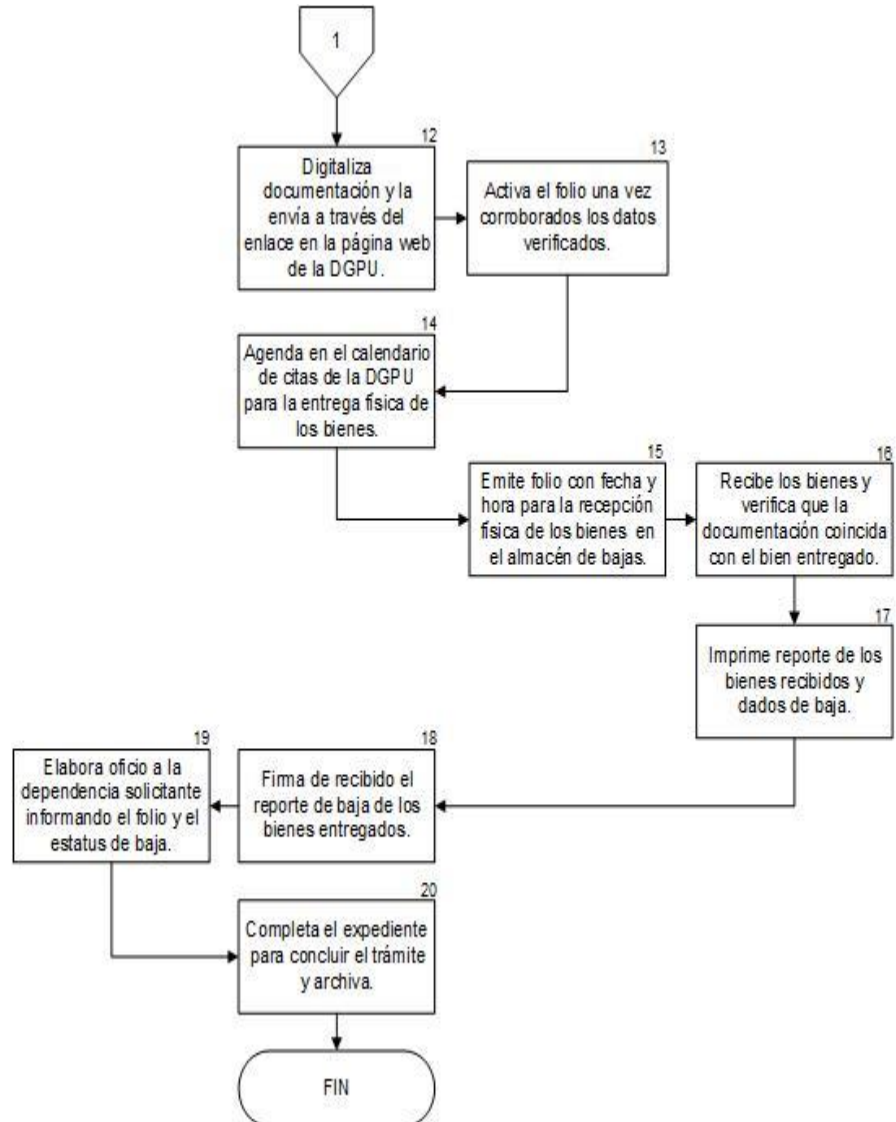 1
12
Digitaliza
documentación y la
envía a través del
enlace en la página web
de la DGPU.
13
Activa el folio una vez
corroborados los datos
verificados.
14
Agenda en el calendario
de citas de la DGPU
para la entrega física de
los bienes.
15
Emite folio con fecha y
hora para la recepción
física de los bienes en
el almacén de bajas.
16
Recibe los bienes y
verifica que la
documentación coincida
con el bien entregado.
17
Imprime reporte de los
bienes recibidos y
dados de baja.
18
Firma de recibido el
reporte de baja de los
bienes entregados.
19
Elabora oficio a la
dependencia solicitante
informando el folio y el
estatus de baja.
20
Completa el expediente
para concluir el trámite
y archiva.
FIN